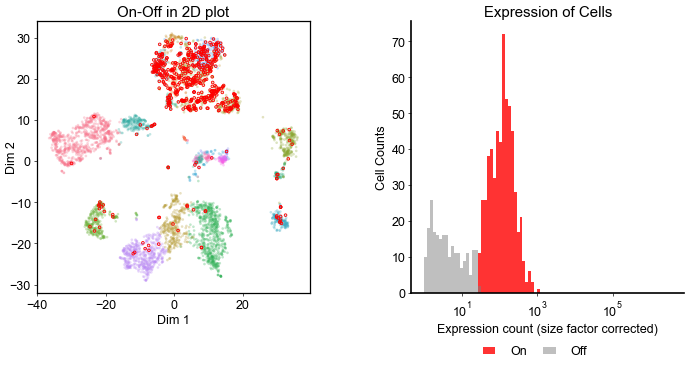 On-Off in 2D plot
30
20
10
0
−10
−20
−30
−40
−20
0
20
Dim 2
Dim 1
Expression of Cells
70
60
50
40
30
20
10
0
10^1
10^3
10^5
Cell Counts
Expression count (size factor corrected)
On
Off